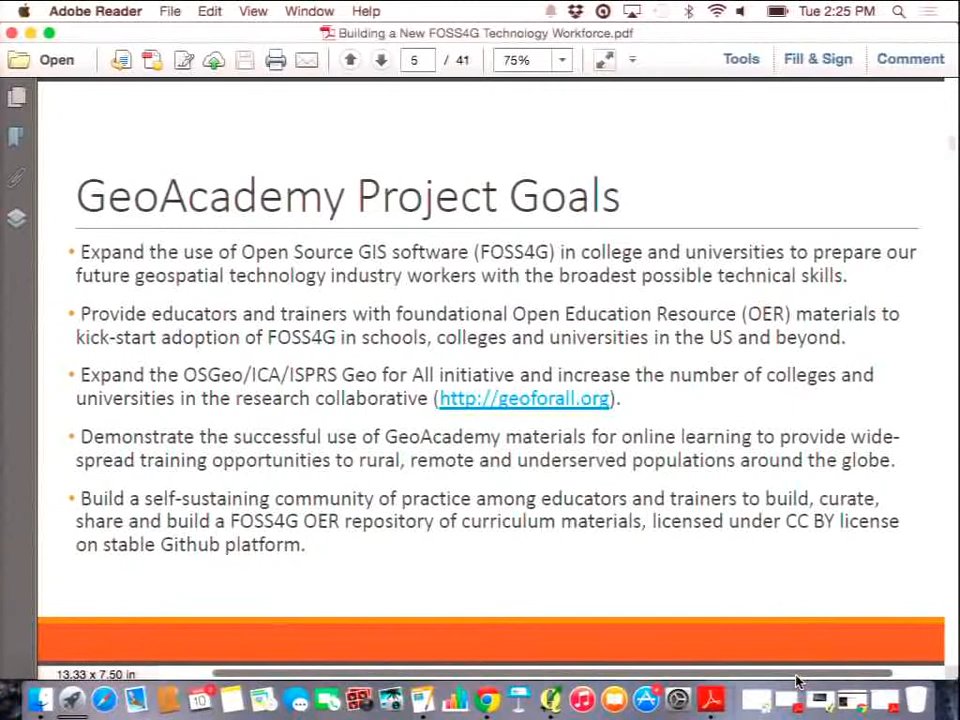 Adobe Reader File Edit View Window Help Tue 2:25 PM
Building a New FOSS4G Technology Workforce.pdf
Open 5 / 41 75% Tools Fill & Sign Comment
GeoAcademy Project Goals
• Expand the use of Open Source GIS software (FOSS4G) in college and universities to prepare our
future geospatial technology industry workers with the broadest possible technical skills.
• Provide educators and trainers with foundational Open Education Resource (OER) materials to
kick-start adoption of FOSS4G in schools, colleges and universities in the US and beyond.
• Expand the OSGeo/ICA/ISPRS Geo for All initiative and increase the number of colleges and
universities in the research collaborative (http://geoforall.org).
• Demonstrate the successful use of GeoAcademy materials for online learning to provide wide-
spread training opportunities to rural, remote and underserved populations around the globe.
• Build a self-sustaining community of practice among educators and trainers to build, curate,
share and build a FOSS4G OER repository of curriculum materials, licensed under CC BY license
on stable Github platform.
13.33 x 7.50 in
10